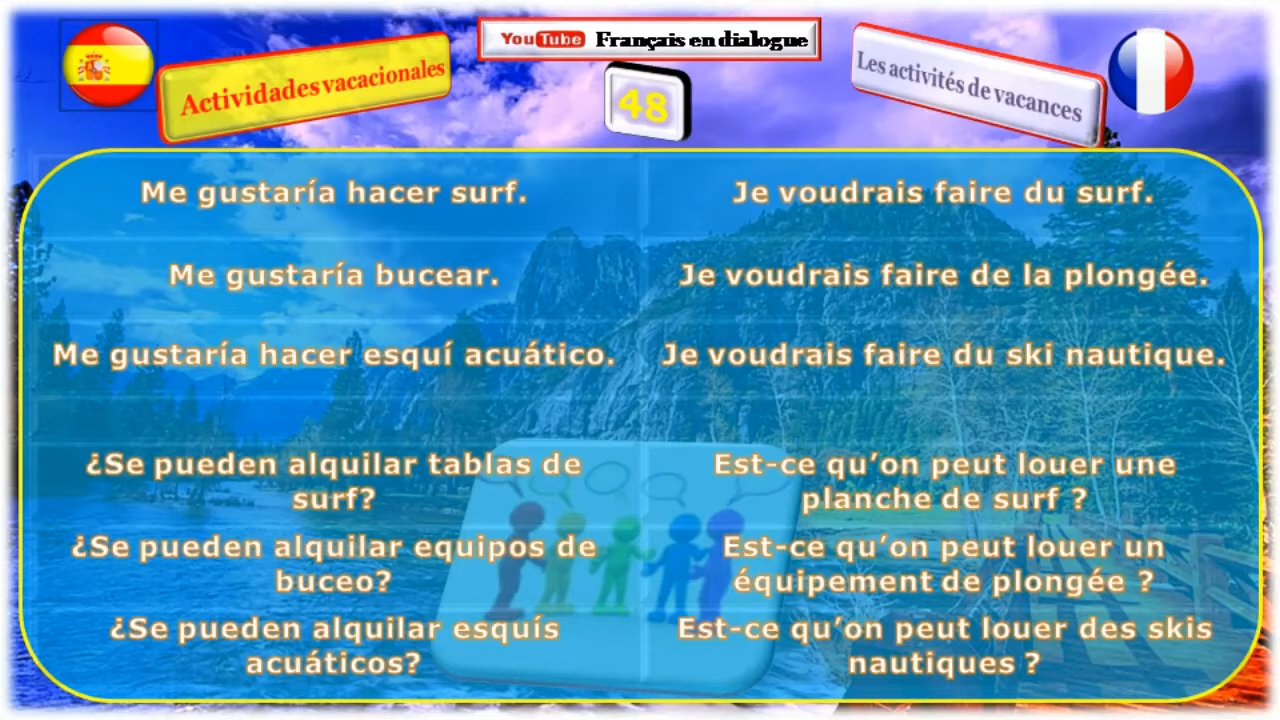 Actividades vacacionales
YouTube Français en dialogue
48
Les activités de vacances
Me gustaría hacer surf.
Je voudrais faire du surf.
Me gustaría bucear.
Je voudrais faire de la plongée.
Me gustaría hacer esquí acuático.
Je voudrais faire du ski nautique.
¿Se pueden alquilar tablas de
surf?
Est-ce qu’on peut louer une
planche de surf ?
¿Se pueden alquilar equipos de
buceo?
Est-ce qu’on peut louer un
équipement de plongée ?
¿Se pueden alquilar esquís
acuáticos?
Est-ce qu’on peut louer des skis
nautiques ?